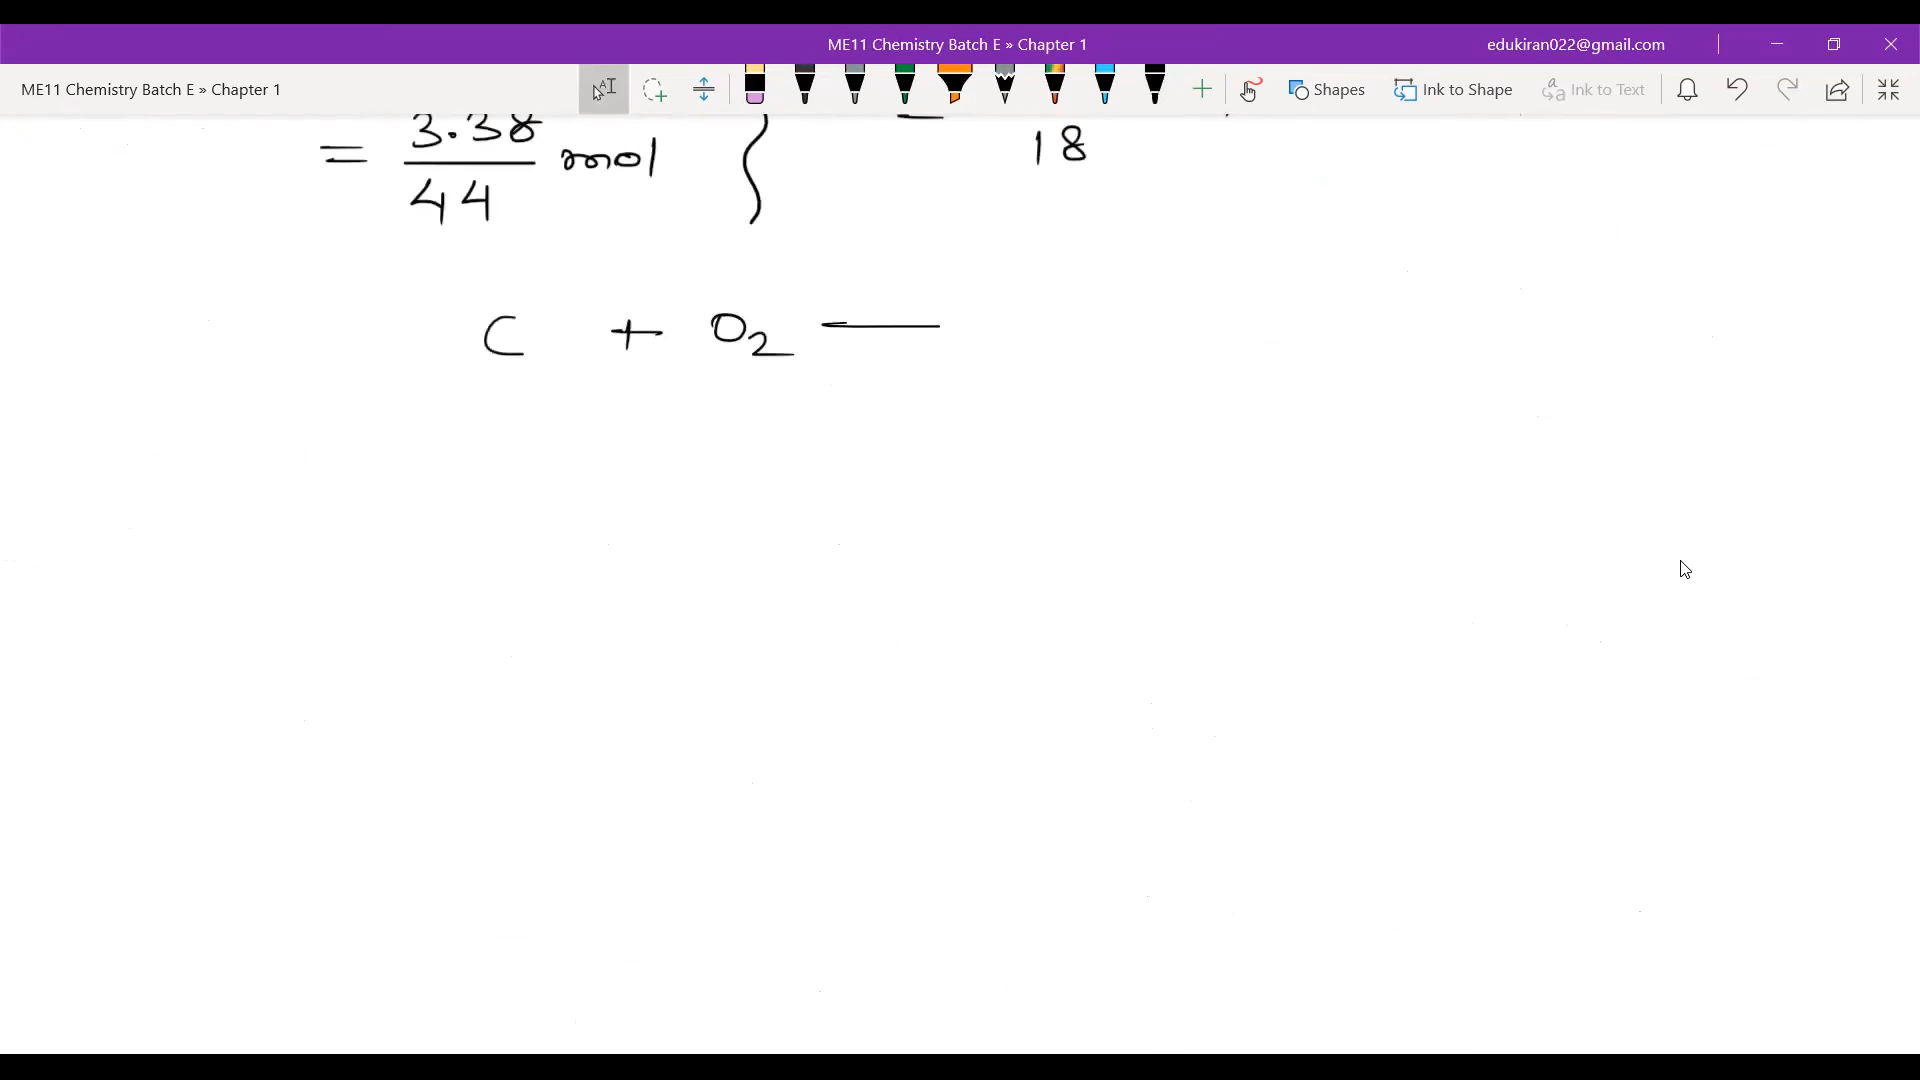 ME11 Chemistry Batch E » Chapter 1
edukiran022@gmail.com
ME11 Chemistry Batch E » Chapter 1
Shapes
Ink to Shape
Ink to Text
= 3.38/44 mol
18
C + O₂